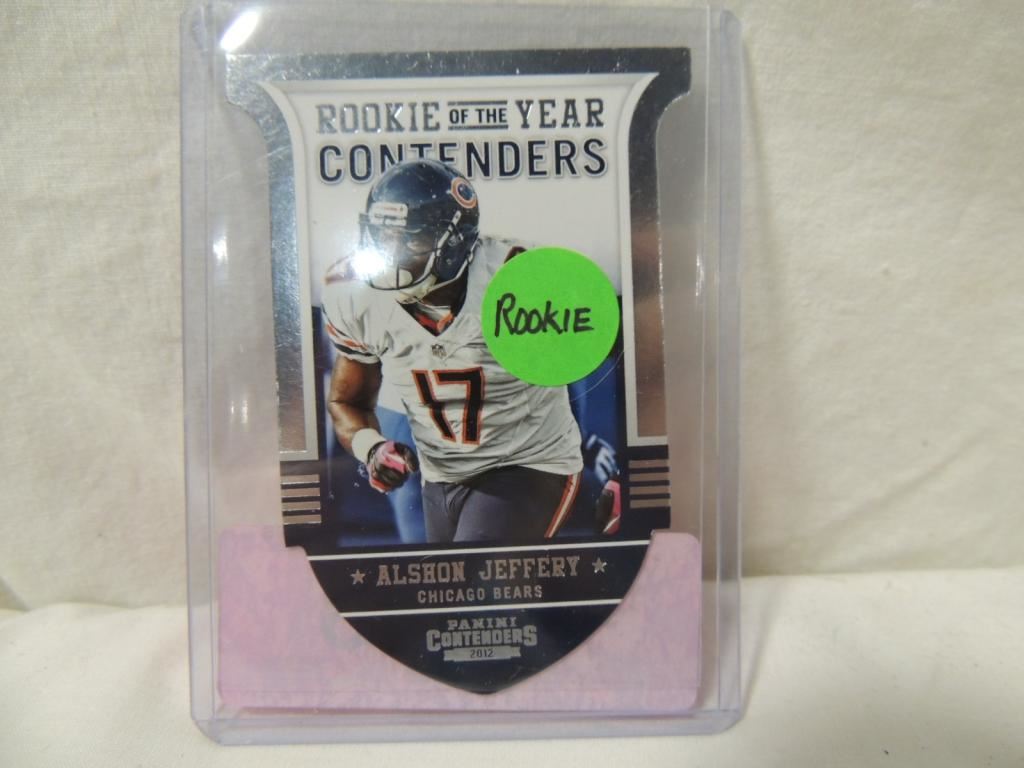 ROOKIE OF THE YEAR
CONTENDERS
ROOKIE
17
ALSHON JEFFERY
CHICAGO BEARS
PANINI
CONTENDERS
2012